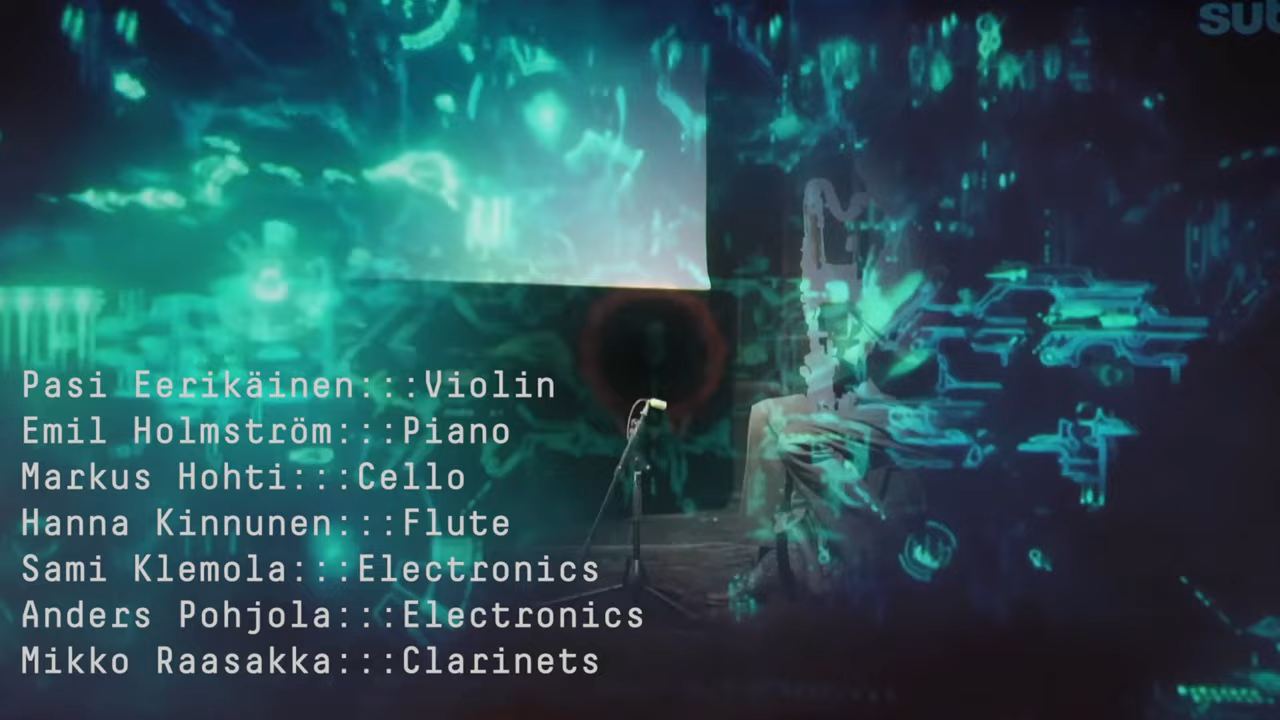 sub
Pasi Eerikäinen:::Violin
Emil Holmström:::Piano
Markus Hohti:::Cello
Hanna Kinnunen:::Flute
Sami Klemola:::Electronics
Anders Pohjola:::Electronics
Mikko Raasakka:::Clarinets